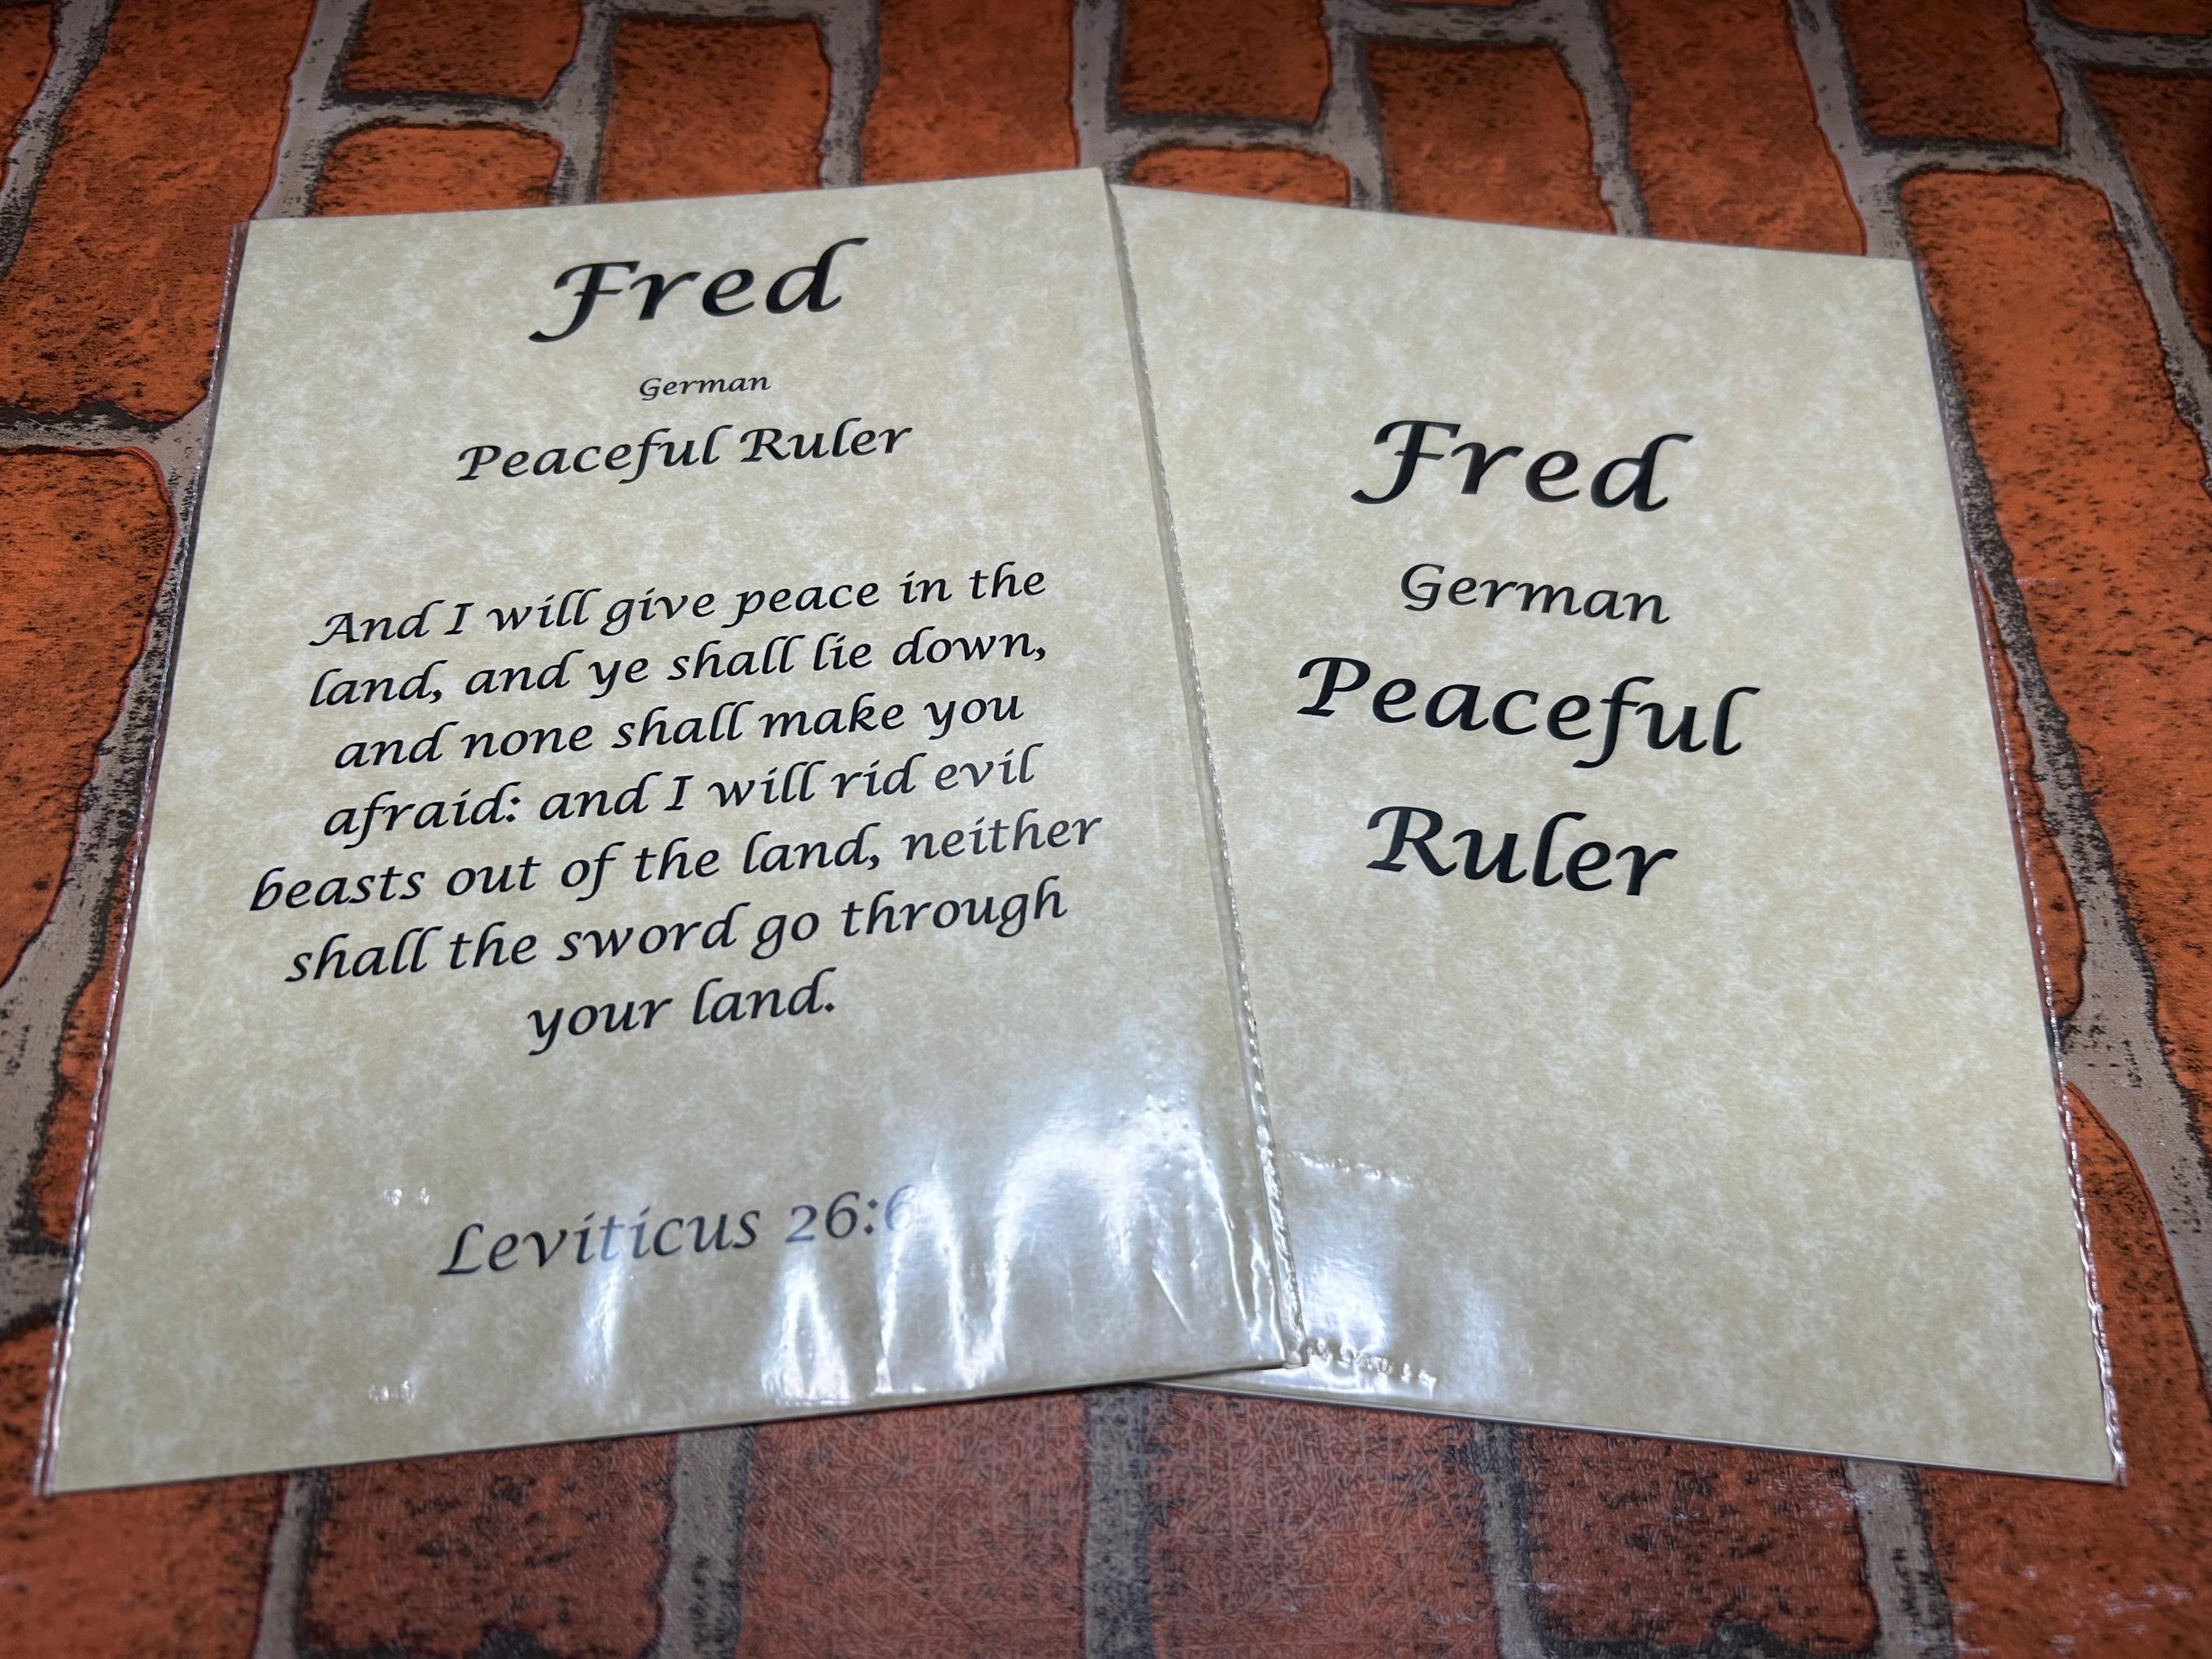 Fred
German
Peaceful Ruler
And I will give peace in the
land, and ye shall lie down,
and none shall make you
afraid: and I will rid evil
beasts out of the land, neither
shall the sword go through
your land.
Leviticus 26:6
Fred
German
Peaceful
Ruler